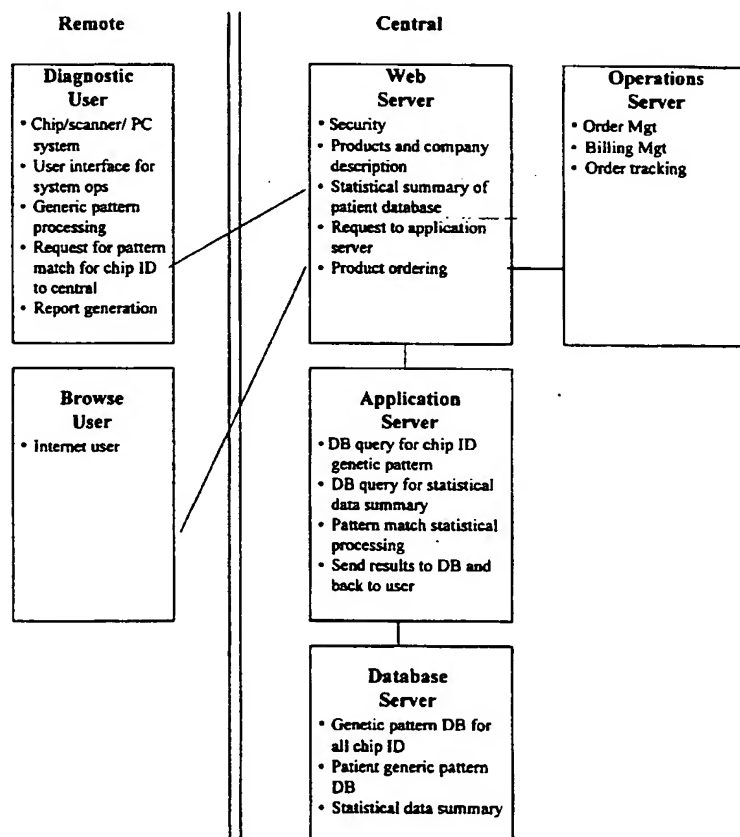 Remote
Central
Diagnostic
User
• Chip/scanner/ PC
system
• User interface for
system ops
• Generic pattern
processing
• Request for pattern
match for chip ID
to central
• Report generation
Web
Server
• Security
• Products and company
description
• Statistical summary of
patient database
• Request to application
server
• Product ordering
Operations
Server
• Order Mgt
• Billing Mgt
• Order tracking
Browse
User
• Internet user
Application
Server
• DB query for chip ID
genetic pattern
• DB query for statistical
data summary
• Pattern match statistical
processing
• Send results to DB and
back to user
Database
Server
• Genetic pattern DB for
all chip ID
• Patient generic pattern
DB
• Statistical data summary